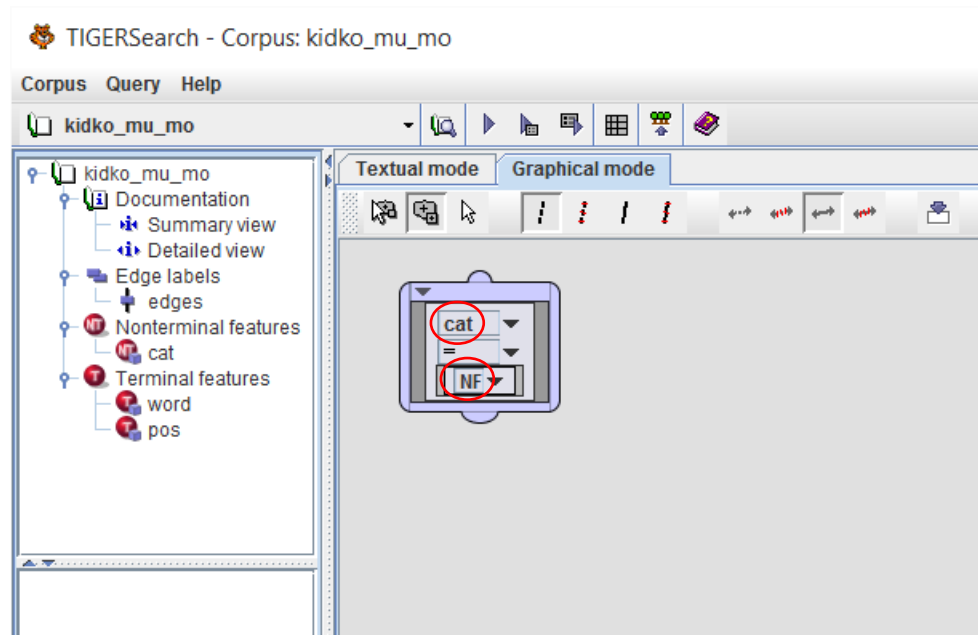 TIGERSearch - Corpus: kidko_mu_mo
Corpus Query Help
kidko_mu_mo
kidko_mu_mo
Documentation
Summary view
Detailed view
Edge labels
edges
Nonterminal features
cat
Terminal features
word
pos
Textual mode
Graphical mode
cat
=
NF